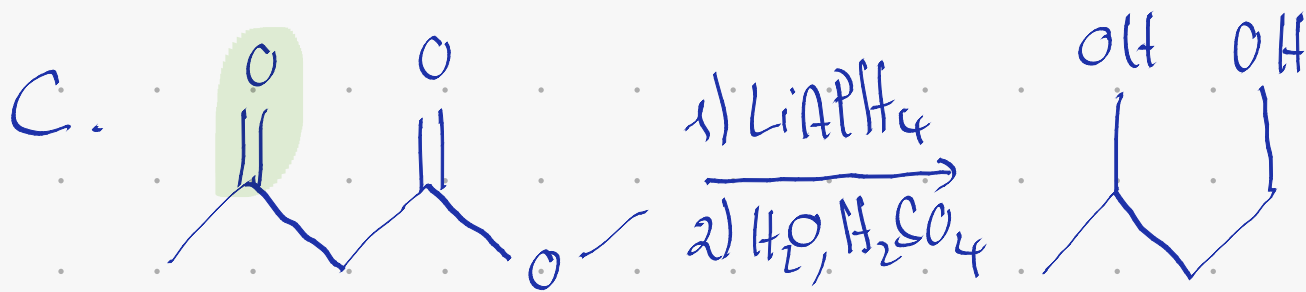 C.
O
O
O
1) LiAlH4
2) H2O, H2SO4
OH
OH